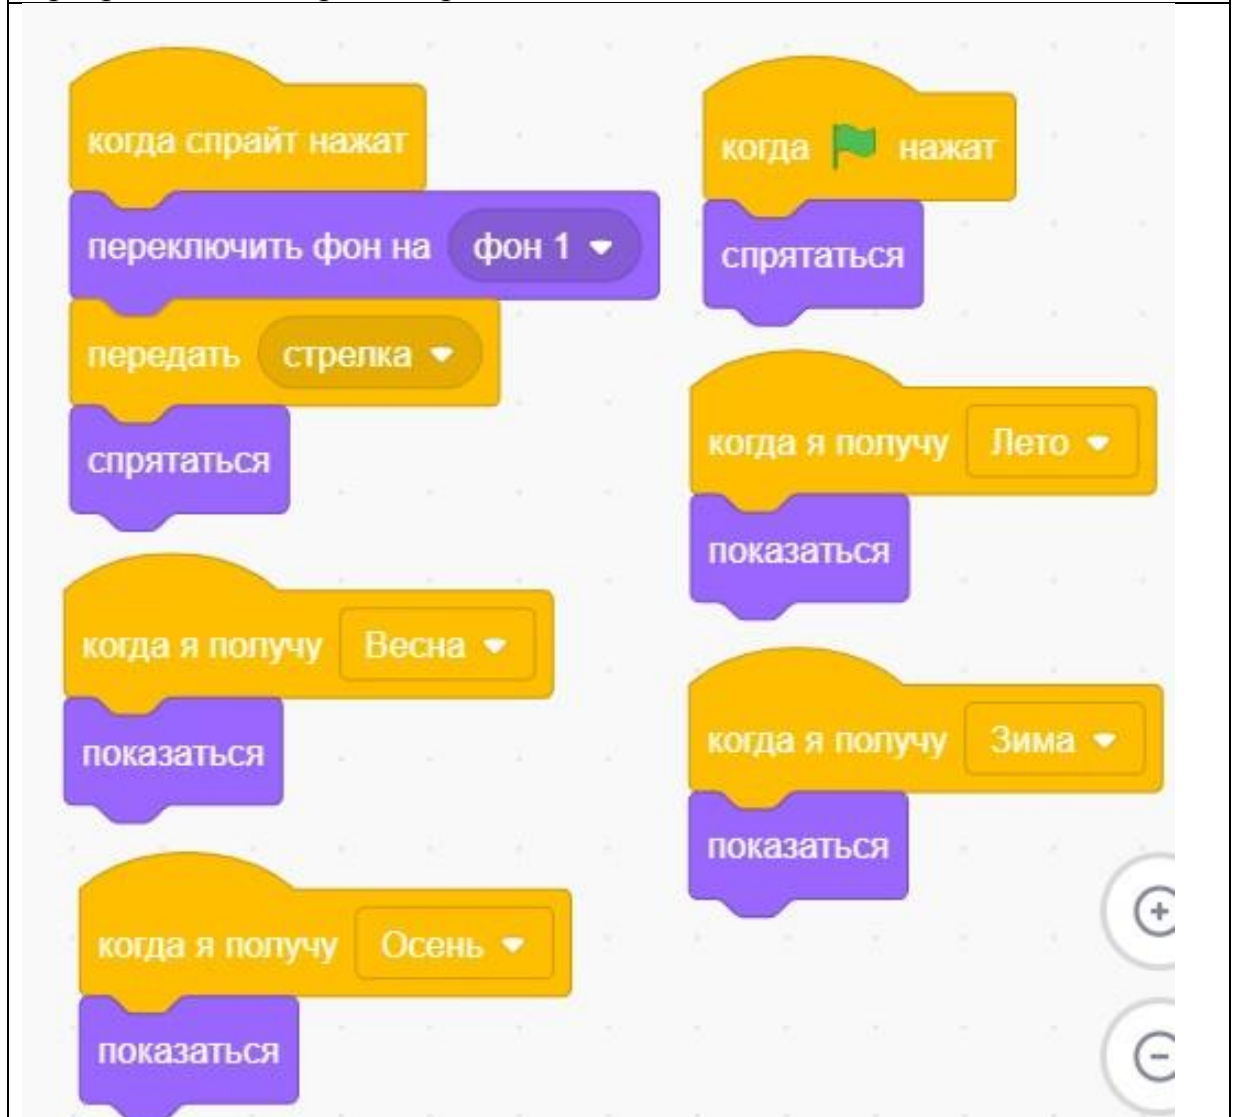 когда спрайт нажат
переключить фон на фон 1
передать стрелка
спрятаться
когда я получу Весна
показаться
когда я получу Осень
показаться
когда нажат
спрятаться
когда я получу Лето
показаться
когда я получу Зима
показаться